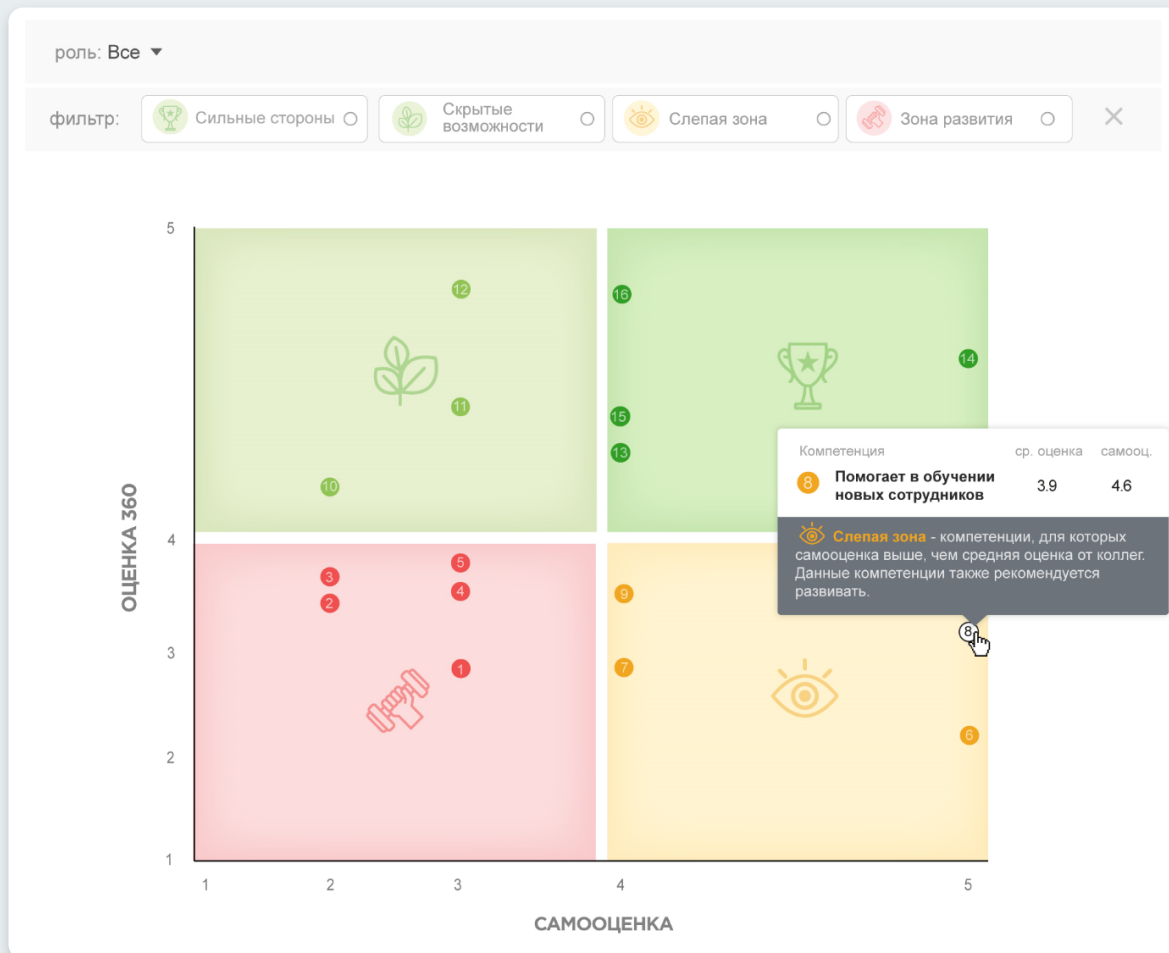 роль: Все
фильтр:
Сильные стороны
Скрытые
возможности
Слепая зона
Зона развития
5
12
16
14
11
15
13
Компетенция ср. оценка самооц.
8 Помогает в обучении
новых сотрудников
3.9 4.6
10
ОЦЕНКА 360
4
Слепая зона - компетенции, для которых
самооценка выше, чем средняя оценка от коллег.
Данные компетенции также рекомендуется
развивать.
5
3
4
9
2
8
3
1
7
6
2
1
1 2 3 4 5
САМООЦЕНКА